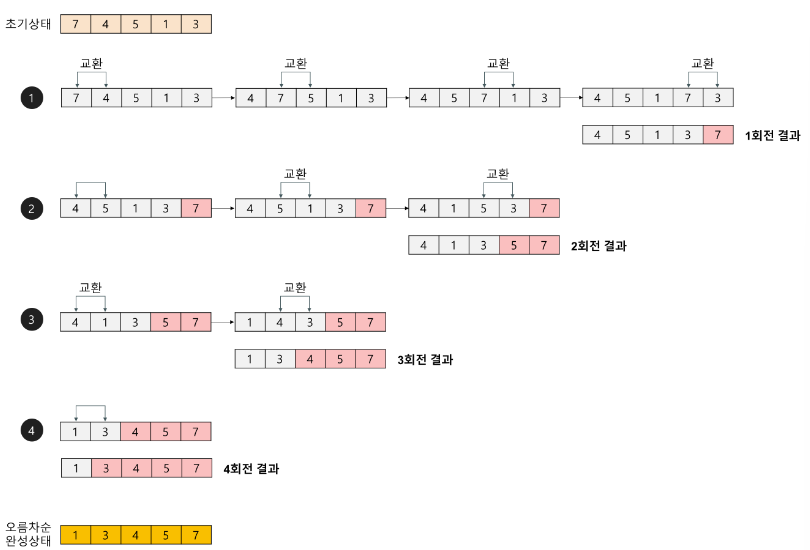 초기상태 7 4 5 1 3
교환 교환 교환 교환
1 7 4 5 1 3 4 7 5 1 3 4 5 7 1 3 4 5 1 7 3
4 5 1 3 7 1회전 결과
교환 교환
2 4 5 1 3 7 4 5 1 3 7 4 1 5 3 7
4 1 3 5 7 2회전 결과
교환 교환
3 4 1 3 5 7 1 4 3 5 7
1 3 4 5 7 3회전 결과
4 1 3 4 5 7
1 3 4 5 7 4회전 결과
오름차순
완성상태 1 3 4 5 7